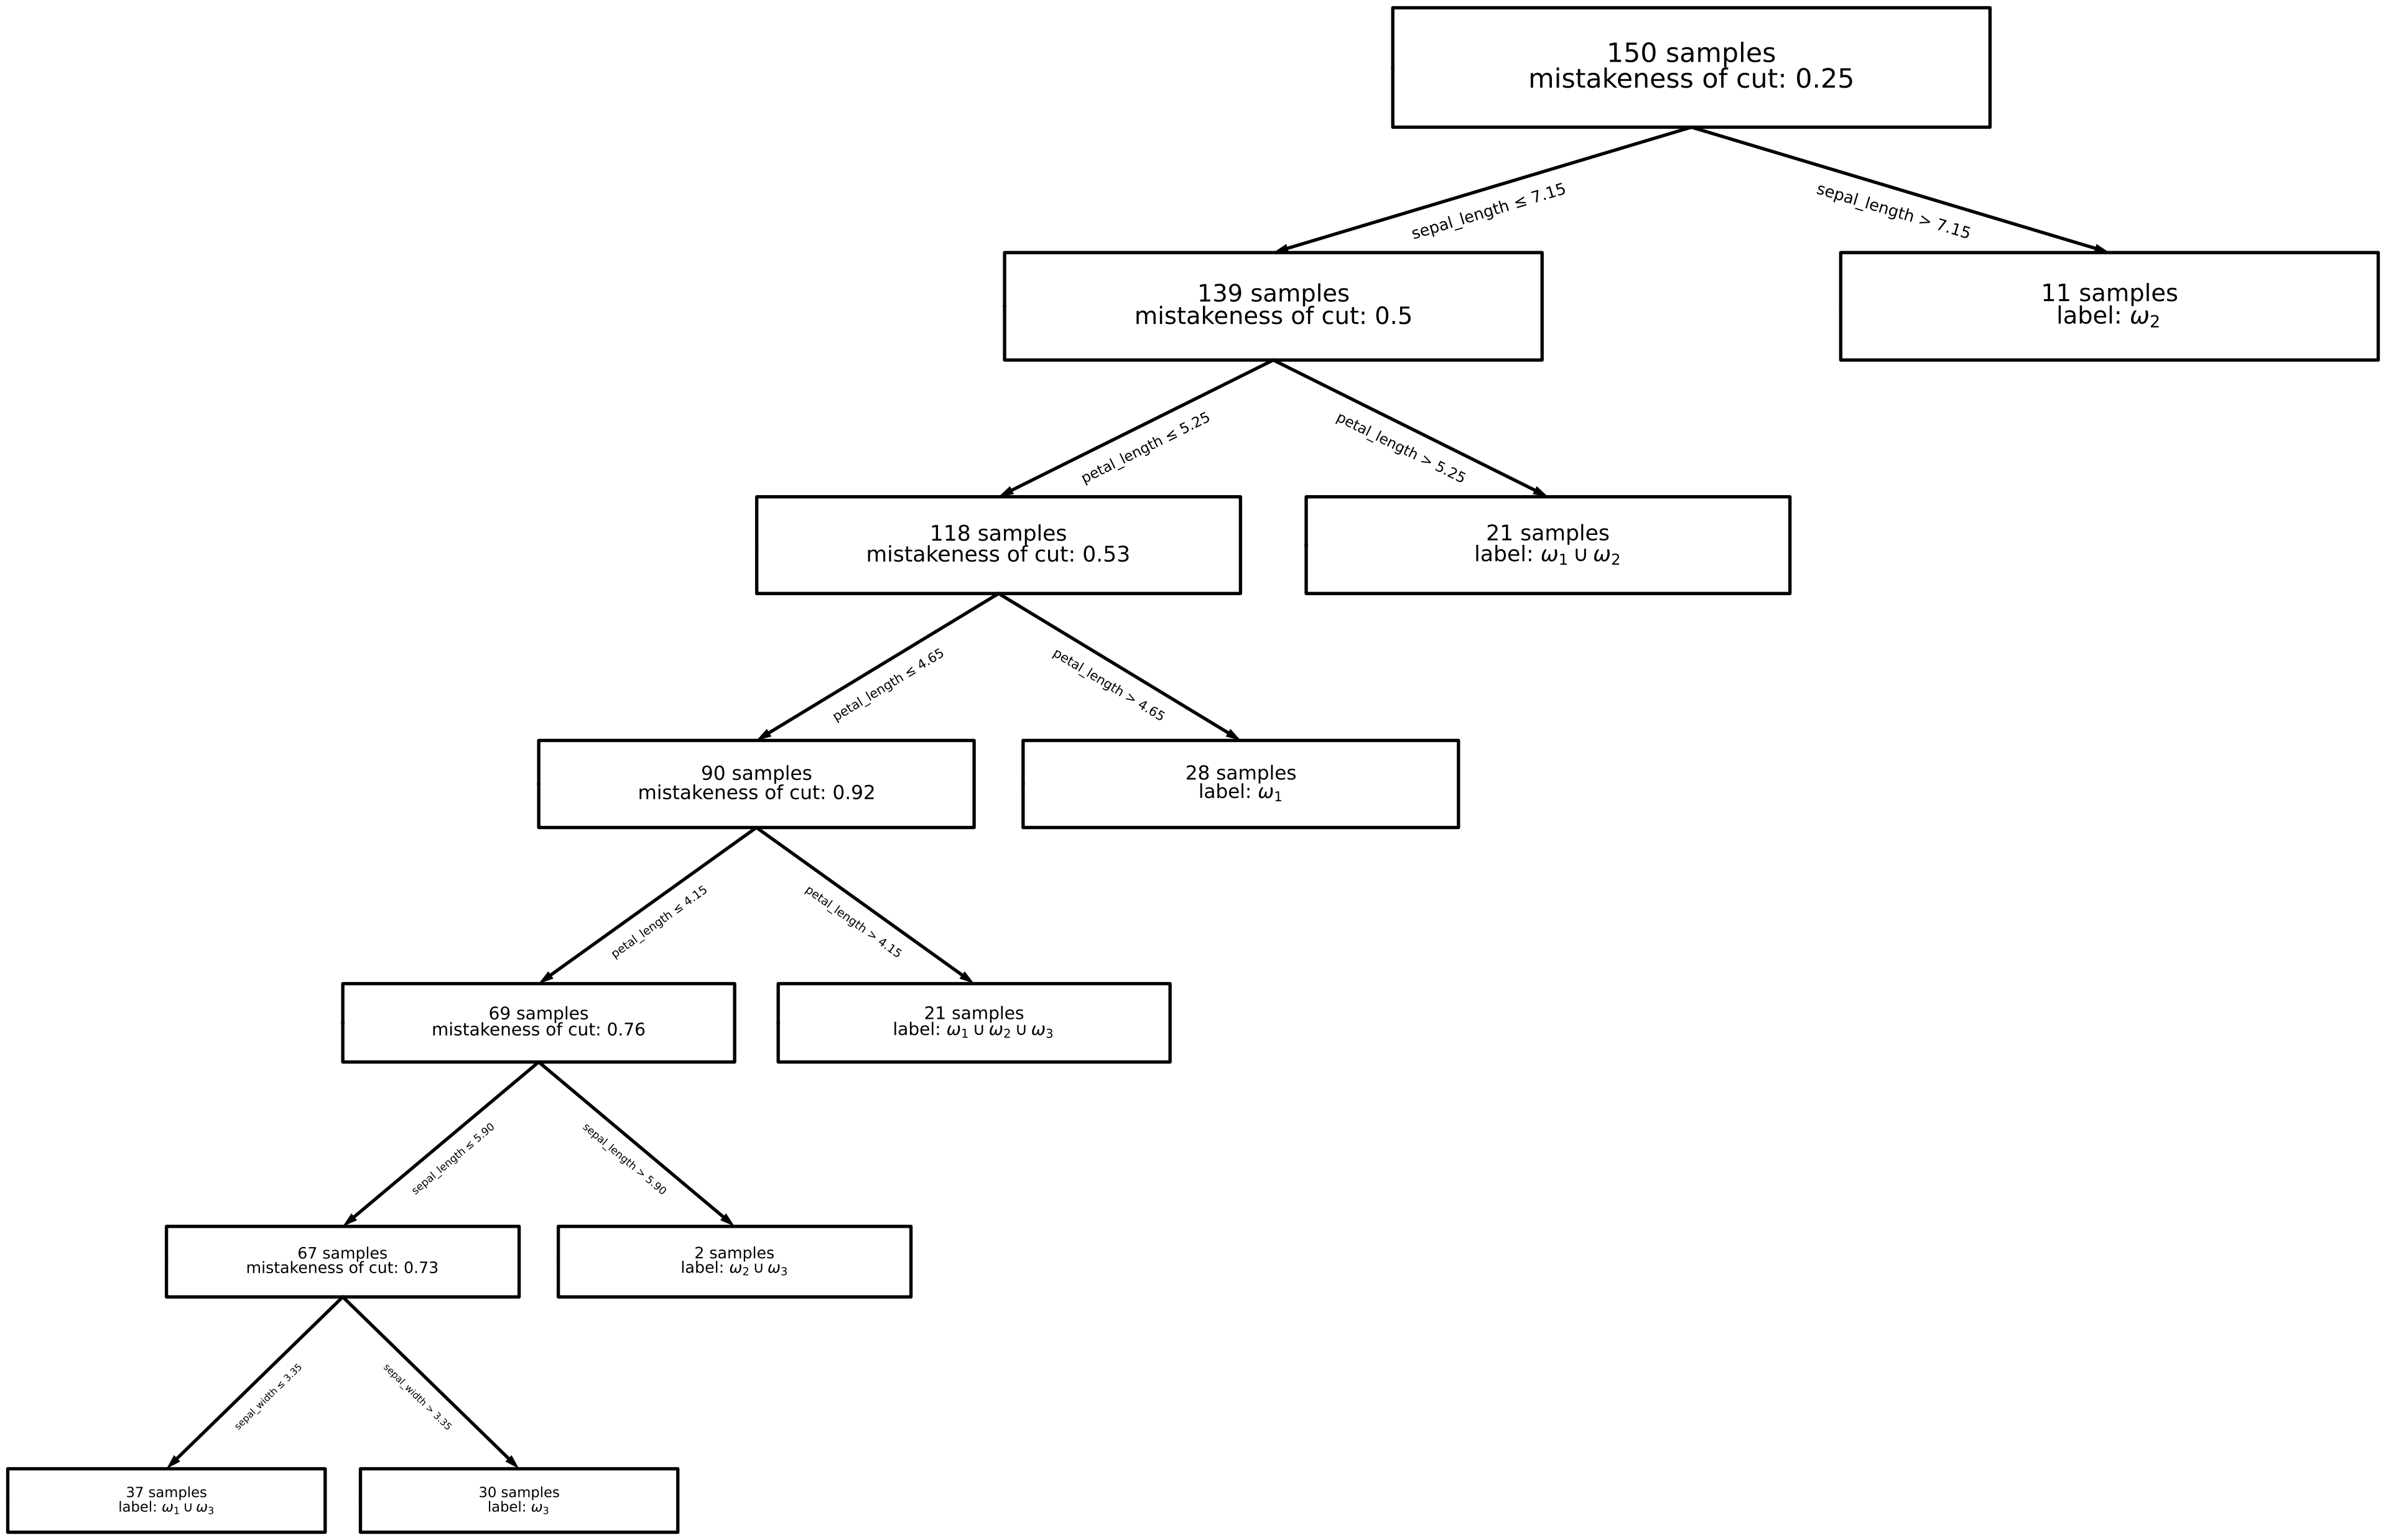 150 samples
mistakeness of cut: 0.25
sepal_length ≤ 7.15
sepal_length > 7.15
139 samples
mistakeness of cut: 0.5
11 samples
label: ω₂
petal_length ≤ 5.25
petal_length > 5.25
118 samples
mistakeness of cut: 0.53
21 samples
label: ω₁ ∪ ω₂
petal_length ≤ 4.65
petal_length > 4.65
90 samples
mistakeness of cut: 0.92
28 samples
label: ω₁
petal_length ≤ 4.15
petal_length > 4.15
69 samples
mistakeness of cut: 0.76
21 samples
label: ω₁ ∪ ω₂ ∪ ω₃
sepal_length ≤ 5.90
sepal_length > 5.90
67 samples
mistakeness of cut: 0.73
2 samples
label: ω₂ ∪ ω₃
sepal_width ≤ 3.35
sepal_width > 3.35
37 samples
label: ω₁ ∪ ω₃
30 samples
label: ω₃